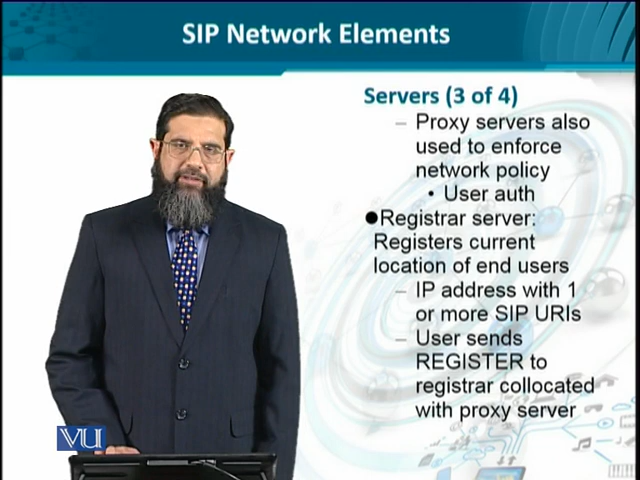 SIP Network Elements
Servers (3 of 4)
– Proxy servers also
used to enforce
network policy
• User auth
●Registrar server:
Registers current
location of end users
– IP address with 1
or more SIP URIs
– User sends
REGISTER to
registrar collocated
with proxy server
VU